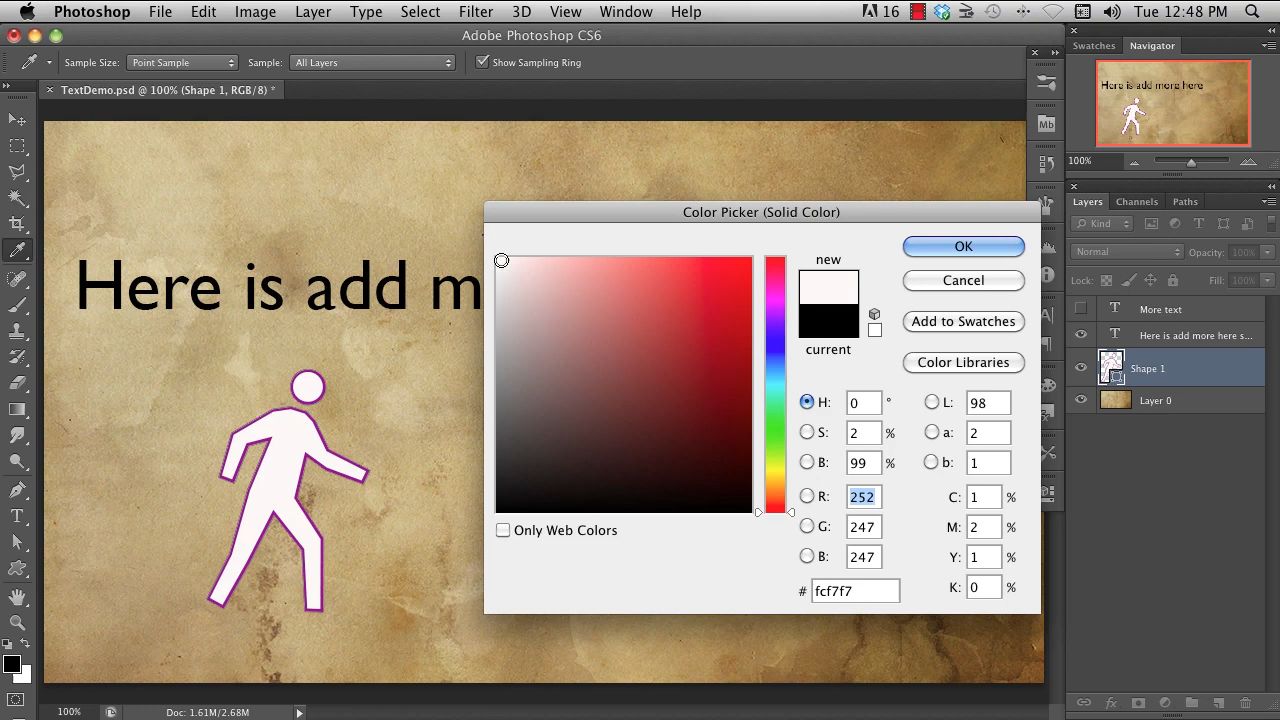 Photoshop File Edit Image Layer Type Select Filter 3D View Window Help 16 Tue 12:48 PM
Adobe Photoshop CS6
Sample Size: Point Sample Sample: All Layers Show Sampling Ring
Swatches Navigator
TextDemo.psd @ 100% (Shape 1, RGB/8) *
Here is add more here
Mb
100%
Layers Channels Paths
Color Picker (Solid Color)
Kind
OK
Normal Opacity: 100%
new
Cancel
Lock: Fill: 100%
Here is add m
More text
Add to Swatches
Here is add more here s...
current
Color Libraries
Shape 1
H: 0 ° L: 98
Layer 0
S: 2 % a: 2
B: 99 % b: 1
R: 252 C: 1 %
G: 247 M: 2 %
Only Web Colors
B: 247 Y: 1 %
# fcf7f7 K: 0 %
100% Doc: 1.61M/2.68M